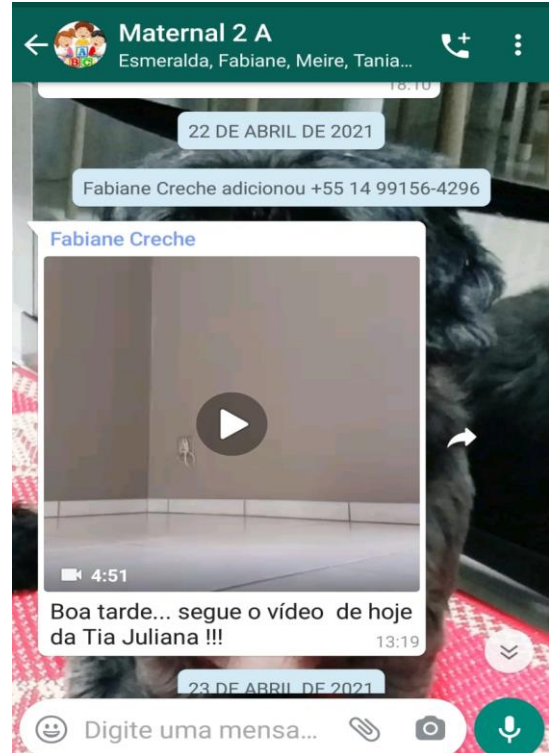 Maternal 2 A
Esmeralda, Fabiane, Meire, Tania...
18:10
22 DE ABRIL DE 2021
Fabiane Creche adicionou +55 14 99156-4296
Fabiane Creche
4:51
Boa tarde... segue o vídeo de hoje
da Tia Juliana !!!
13:19
23 DE ABRIL DE 2021
Digite uma mensa...